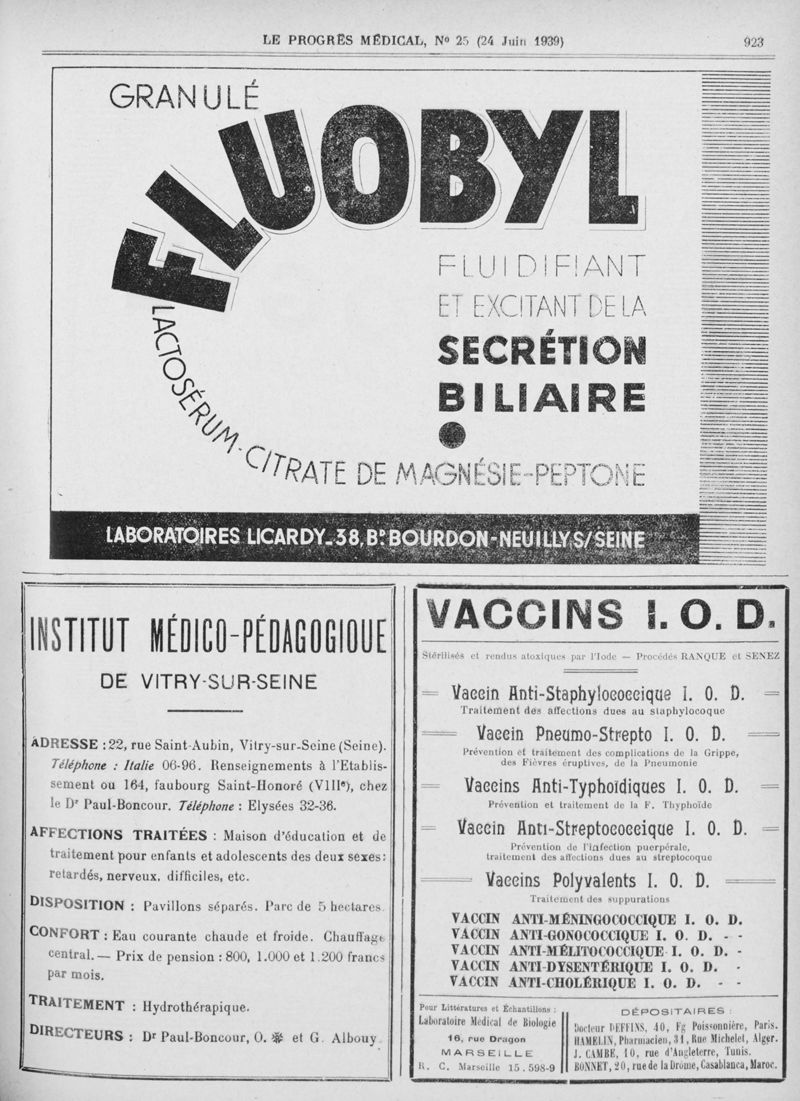 LE PROGRÈS MÉDICAL, Nº 25 (24 Juin 1939)
923
GRANULÉ
FLUOBYL
FLUIDIFIANT
ET EXCITANT DE LA
SECRÉTION
BILIAIRE
LACTOSÉRUM-CITRATE DE MAGNÉSIE-PEPTONE
LABORATOIRES LICARDY_38, Bᴰ BOURDON-NEUILLY S/SEINE
INSTITUT MÉDICO-PÉDAGOGIQUE
DE VITRY-SUR-SEINE
ADRESSE : 22, rue Saint-Aubin, Vitry-sur-Seine (Seine).
Téléphone : Italie 06-96. Renseignements à l'Etablis-
sement ou 164, faubourg Saint-Honoré (VIIIᵉ), chez
le Dʳ Paul-Boncour. Téléphone : Elysées 32-36.
AFFECTIONS TRAITÉES : Maison d'éducation et de
traitement pour enfants et adolescents des deux sexes :
retardés, nerveux, difficiles, etc.
DISPOSITION : Pavillons séparés. Parc de 5 hectares
CONFORT : Eau courante chaude et froide. Chauffage
central. — Prix de pension : 800, 1.000 et 1.200 francs
par mois.
TRAITEMENT : Hydrothérapique.
DIRECTEURS : Dʳ Paul-Boncour, O. ✽ et G. Albouy.
VACCINS I. O. D.
Stérilisés et rendus atoxiques par l'Iode — Procédés RANQUE et SENEZ
Vaccin Anti-Staphylococcique I. O. D.
Traitement des affections dues au staphylocoque
Vaccin Pneumo-Strepto I. O. D.
Prévention et traitement des complications de la Grippe,
des Fièvres éruptives, de la Pneumonie
Vaccins Anti-Typhoïdiques I. O. D.
Prévention et traitement de la F. Thyphoïde
Vaccin Anti-Streptococcique I. O. D.
Prévention de l'infection puerpérale,
traitement des affections dues au streptocoque
Vaccins Polyvalents I. O. D.
Traitement des suppurations
VACCIN ANTI-MÉNINGOCOCCIQUE I. O. D.
VACCIN ANTI-GONOCOCCIQUE I. O. D. - -
VACCIN ANTI-MÉLITOCOCCIQUE I. O. D. -
VACCIN ANTI-DYSENTÉRIQUE I. O. D. -
VACCIN ANTI-CHOLÉRIQUE I. O. D. - -
Pour Littératures et Échantillons :
Laboratoire Médical de Biologie
16, rue Dragon
MARSEILLE
R. C. Marseille 15.598-9
DÉPOSITAIRES :
Docteur DEFFINS, 40, Fg Poissonnière, Paris.
HAMELIN, Pharmacien, 31, Rue Michelet, Alger.
J. CAMBE, 10, rue d'Angleterre, Tunis.
BONNET, 20, rue de la Drôme, Casablanca, Maroc.